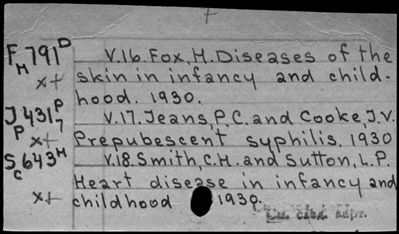 F791D V.16. Fox, H. Diseases of the
M x+ skin in infancy and child-
hood. 1930.
J431P V.17. Jeans, P.C. and Cooke, J.V.
P x+ 7 Prepubescent syphilis. 1930
S643H V.18. Smith, C.H. and Sutton, L.P.
C Heart disease in infancy and
x+ childhood 1930.